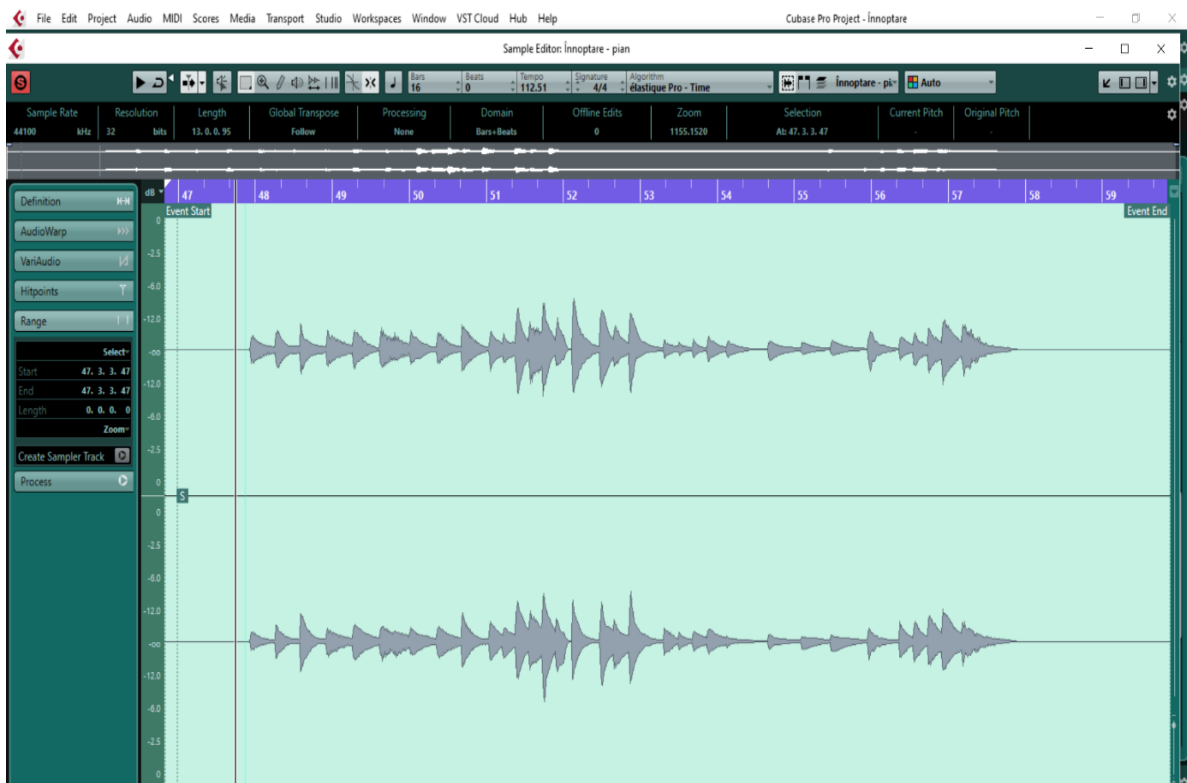 File Edit Project Audio MIDI Scores Media Transport Studio Workspaces Window VST Cloud Hub Help Cubase Pro Project - Înnoptare
Sample Editor: Înnoptare - pian
S Bars 16 Beats 0 Tempo 112.51 Signature 4/4 Algorithm élastique Pro - Time Înnoptare - pi Auto
Sample Rate Resolution Length Global Transpose Processing Domain Offline Edits Zoom Selection Current Pitch Original Pitch
44100 kHz 32 bits 13. 0. 0. 95 Follow None Bars+Beats 0 1155.1520 At: 47. 3. 3. 47 - -
dB 47 48 49 50 51 52 53 54 55 56 57 58 59
Event Start Event End
Definition
AudioWarp
VariAudio
Hitpoints
Range
Select
Start 47. 3. 3. 47
End 47. 3. 3. 47
Length 0. 0. 0. 0
Zoom
Create Sampler Track
Process
0
-2.5
-6.0
-12.0
-oo
-12.0
-6.0
-2.5
0
S
0
-2.5
-6.0
-12.0
-oo
-12.0
-6.0
-2.5
0